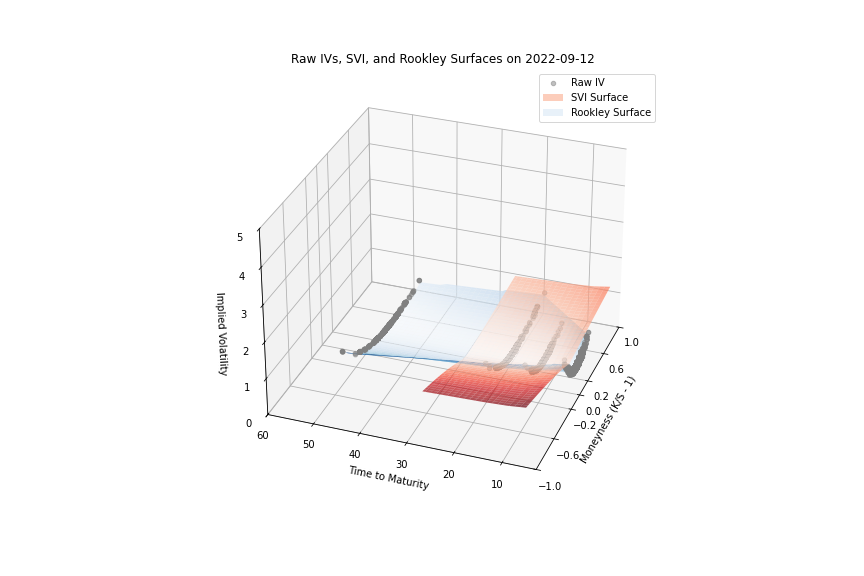 Raw IVs, SVI, and Rookley Surfaces on 2022-09-12
Raw IV
SVI Surface
Rookley Surface
5
4
3
2
1
0
Implied Volatility
60
50
40
30
20
10
Time to Maturity
1.0
0.6
0.2
0.0
−0.2
−0.6
−1.0
Moneyness (K/S - 1)